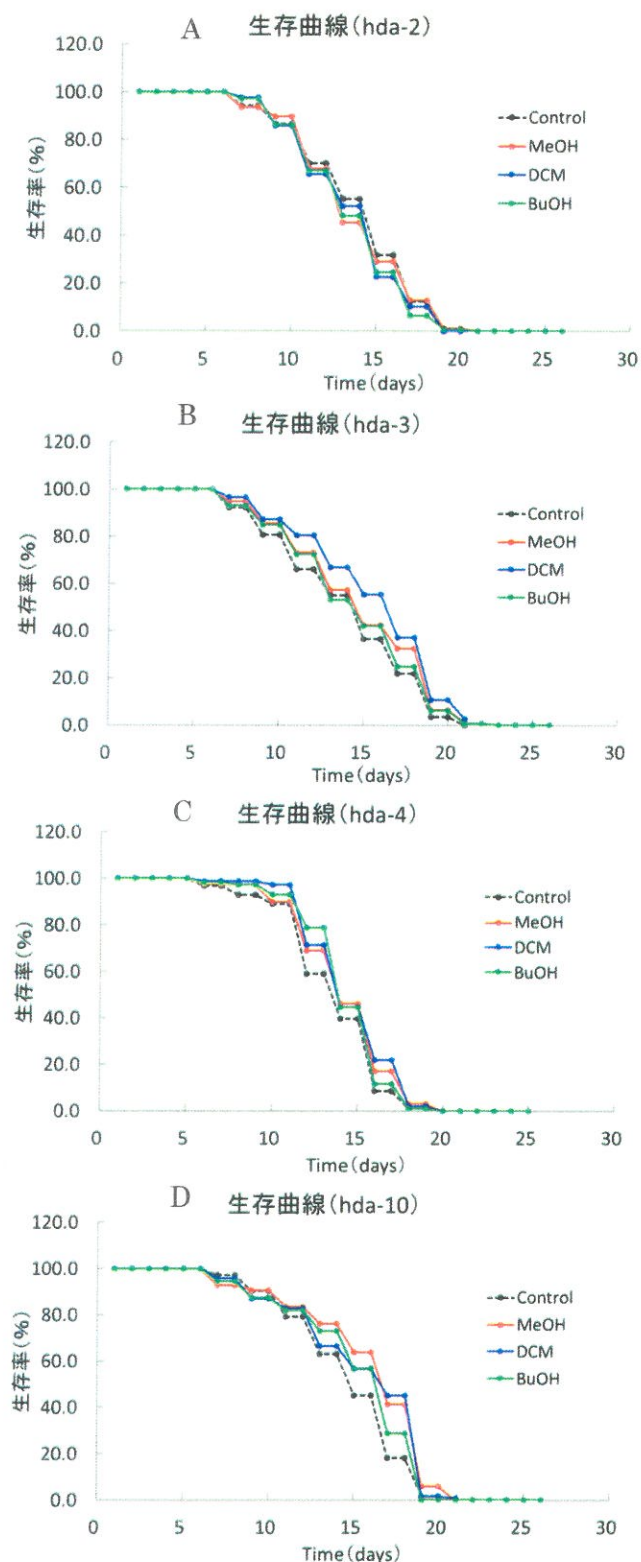 A 生存曲線(hda-2)
120.0
100.0
80.0
60.0
40.0
20.0
0.0
生存率(%)
0 5 10 15 20 25 30
Time(days)
Control
MeOH
DCM
BuOH
B 生存曲線(hda-3)
120.0
100.0
80.0
60.0
40.0
20.0
0.0
生存率(%)
0 5 10 15 20 25 30
Time(days)
Control
MeOH
DCM
BuOH
C 生存曲線(hda-4)
120.0
100.0
80.0
60.0
40.0
20.0
0.0
生存率(%)
0 5 10 15 20 25 30
Time(days)
Control
MeOH
DCM
BuOH
D 生存曲線(hda-10)
120.0
100.0
80.0
60.0
40.0
20.0
0.0
生存率(%)
0 5 10 15 20 25 30
Time(days)
Control
MeOH
DCM
BuOH